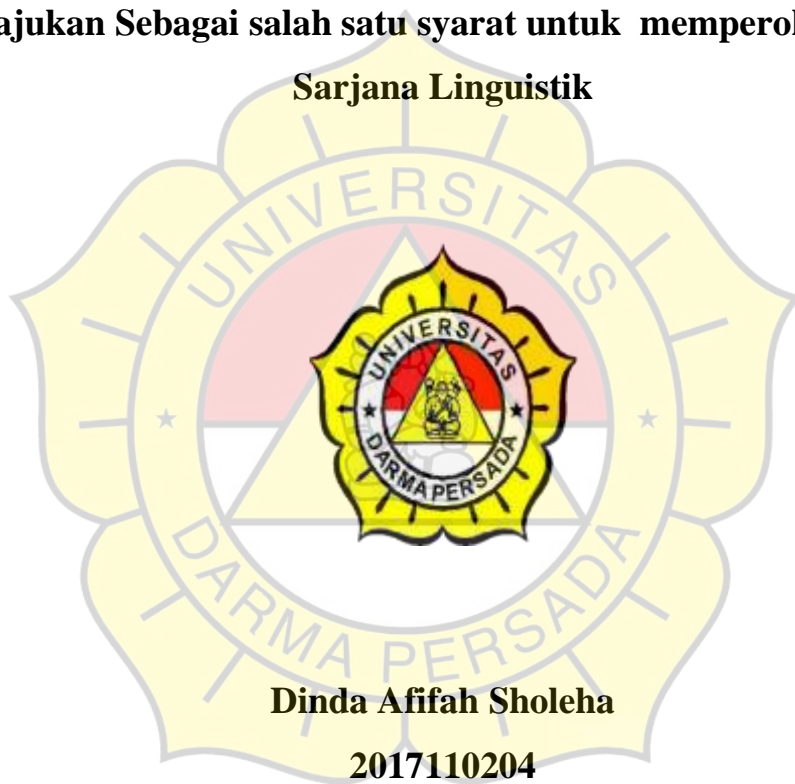 ajukan Sebagai salah satu syarat untuk memperol
Sarjana Linguistik
UNIVERSITAS
DARMA PERSADA
UNIVERSITAS
DARMA PERSADA
Dinda Afifah Sholeha
2017110204